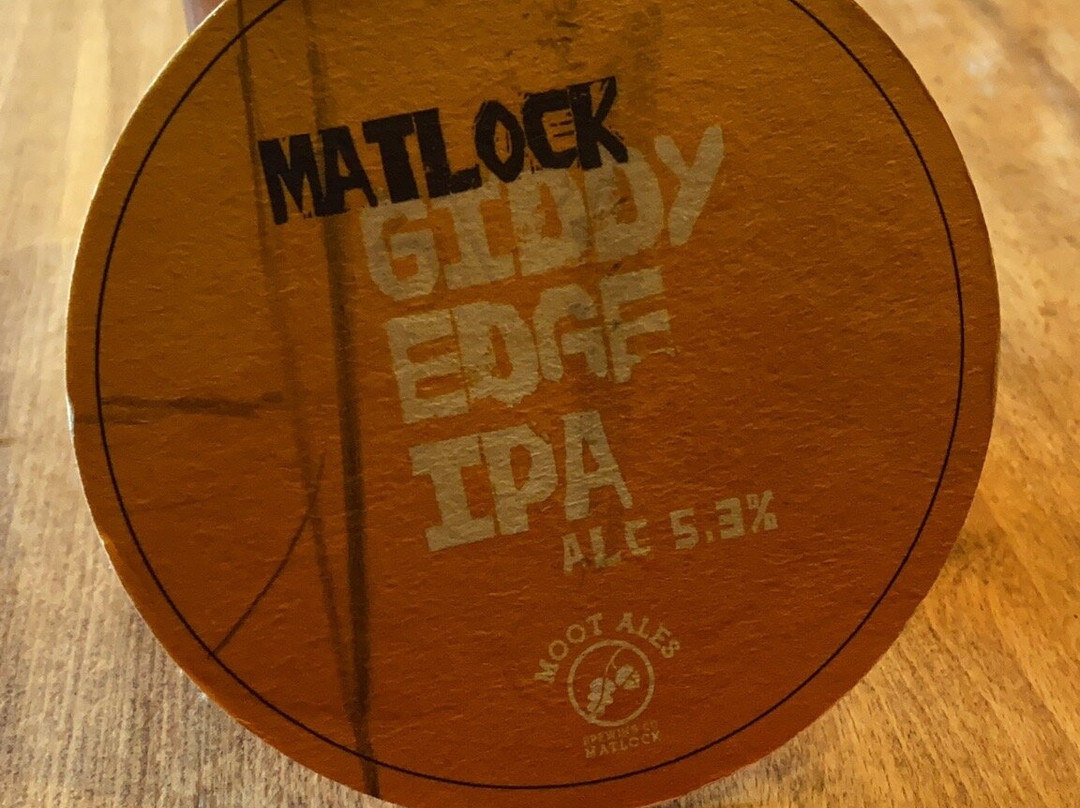 MATLOCK
GIDDY
EDGE
IPA
ALC 5.3%
MOOT ALES
BREWING CO
MATLOCK